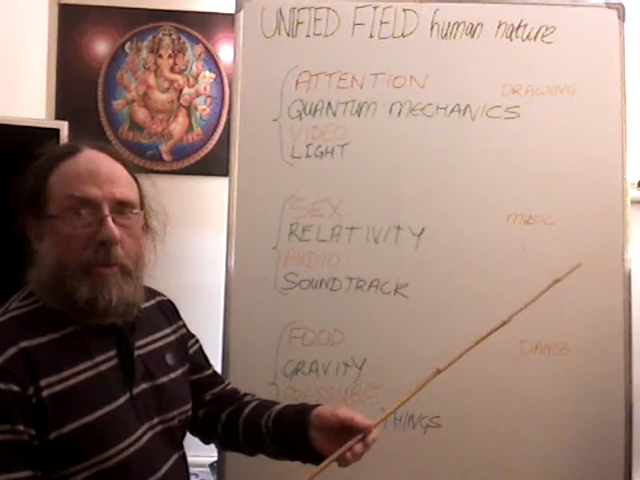 UNIFIED FIELD human nature
ATTENTION
DRAWING
QUANTUM MECHANICS
VIDEO
LIGHT
SEX
music
RELATIVITY
AUDIO
SOUNDTRACK
FOOD
DANCE
GRAVITY
PRESSURE
THINGS